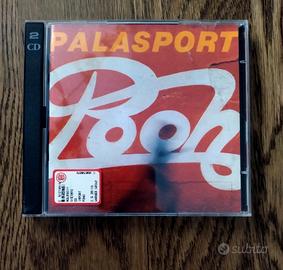 2
CD
PALASPORT
Pooh
subito